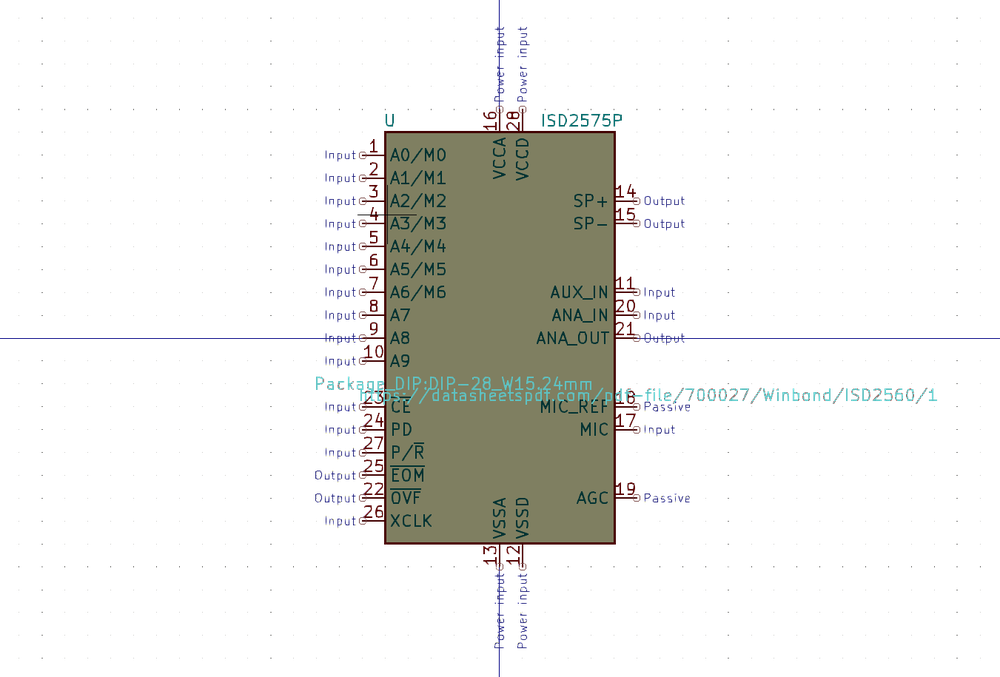 Power input Power input
16 28
U ISD2575P
VCCA VCCD
Input 1 A0/M0
Input 2 A1/M1
Input 3 A2/M2 SP+ 14 Output
Input 4 A3/M3 SP- 15 Output
Input 5 A4/M4
Input 6 A5/M5
Input 7 A6/M6 AUX_IN 11 Input
Input 8 A7 ANA_IN 20 Input
Input 9 A8 ANA_OUT 21 Output
Input 10 A9
Package_DIP:DIP-28_W15.24mm
https://datasheetspdf.com/pdf-file/700027/Winbond/ISD2560/1
Input 23 CE MIC_REF 18 Passive
Input 24 PD MIC 17 Input
Input 27 P/R
Output 25 EOM
Output 22 OVF AGC 19 Passive
Input 26 XCLK
VSSA VSSD
13 12
Power input Power input